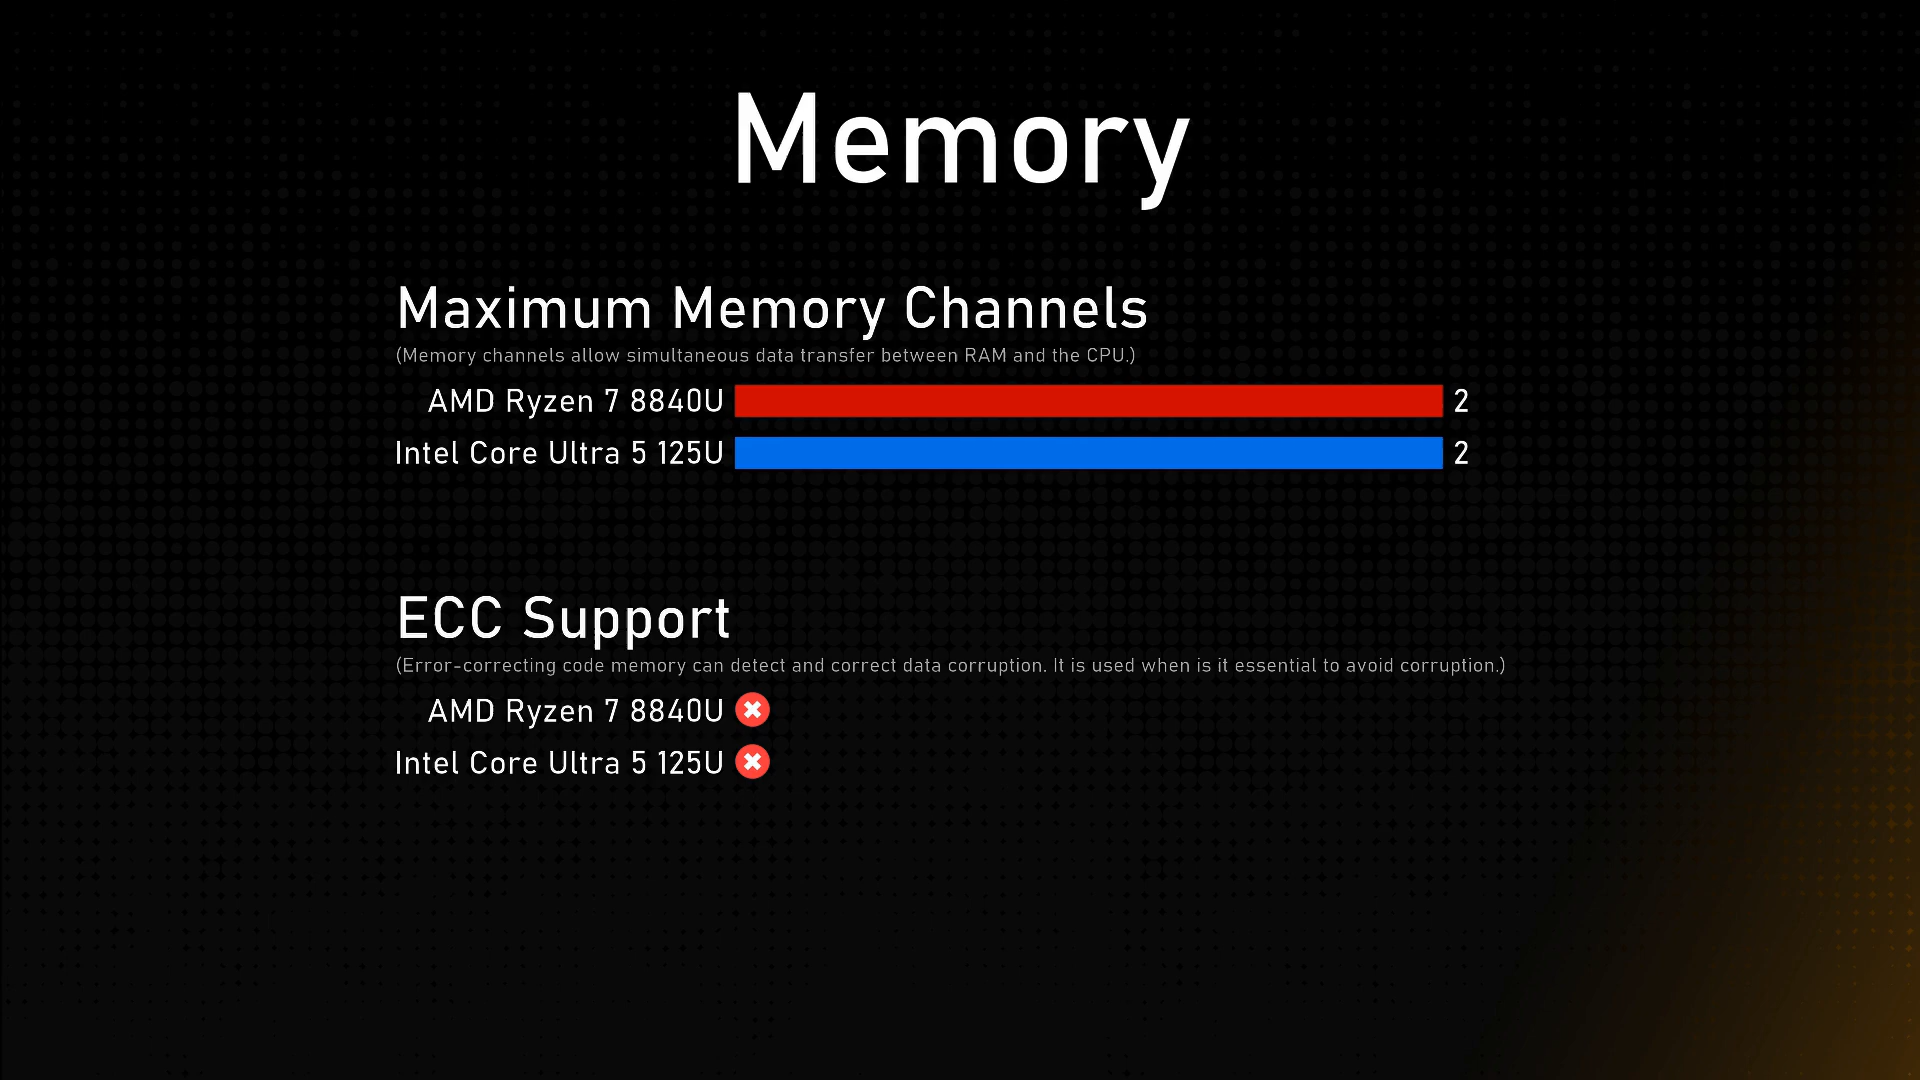 Memory
Maximum Memory Channels
(Memory channels allow simultaneous data transfer between RAM and the CPU.)
AMD Ryzen 7 8840U 2
Intel Core Ultra 5 125U 2
ECC Support
(Error-correcting code memory can detect and correct data corruption. It is used when is it essential to avoid corruption.)
AMD Ryzen 7 8840U
Intel Core Ultra 5 125U